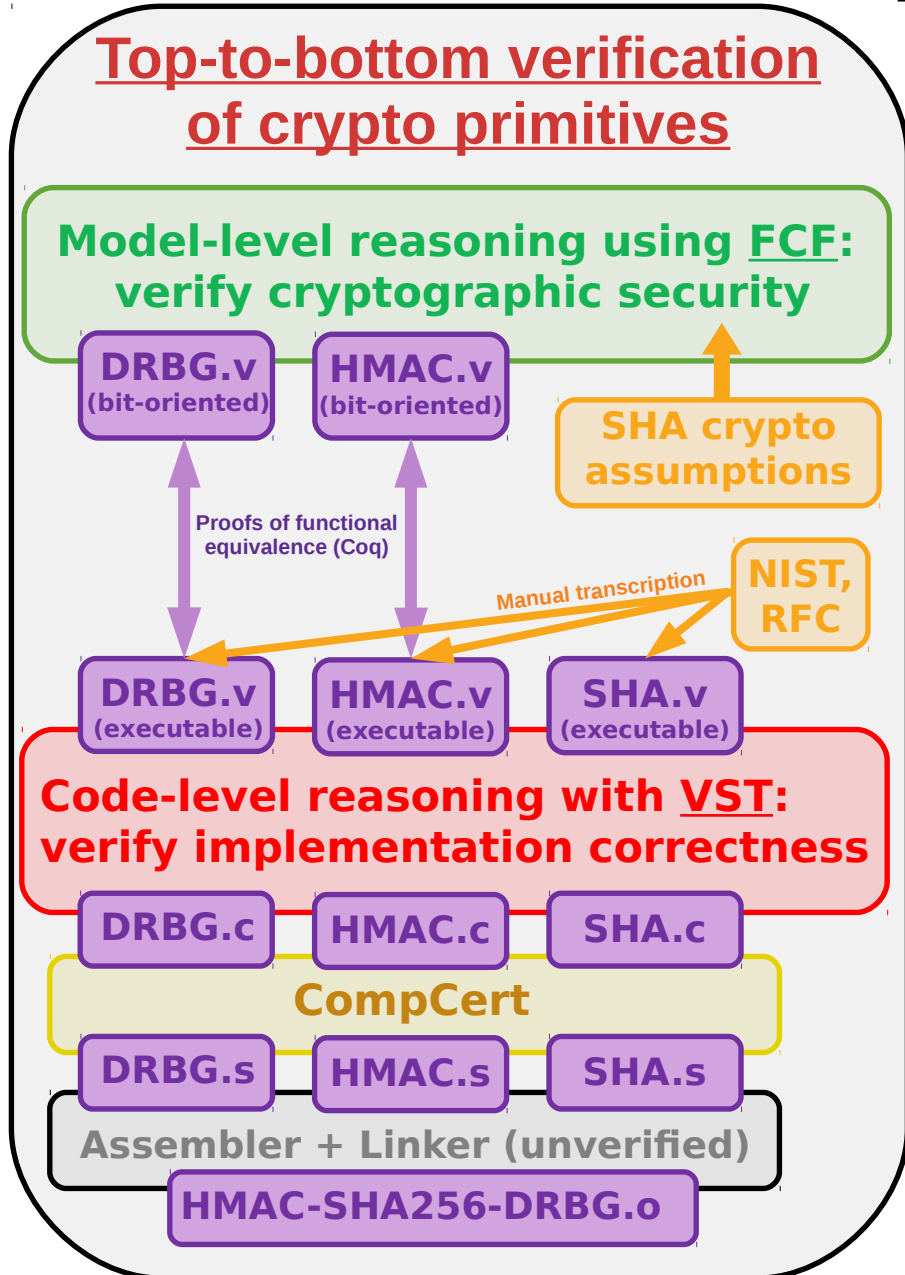 Top-to-bottom verification
of crypto primitives
Model-level reasoning using FCF:
verify cryptographic security
DRBG.v
(bit-oriented)
HMAC.v
(bit-oriented)
SHA crypto
assumptions
Proofs of functional
equivalence (Coq)
Manual transcription
NIST,
RFC
DRBG.v
(executable)
HMAC.v
(executable)
SHA.v
(executable)
Code-level reasoning with VST:
verify implementation correctness
DRBG.c
HMAC.c
SHA.c
CompCert
DRBG.s
HMAC.s
SHA.s
Assembler + Linker (unverified)
HMAC-SHA256-DRBG.o